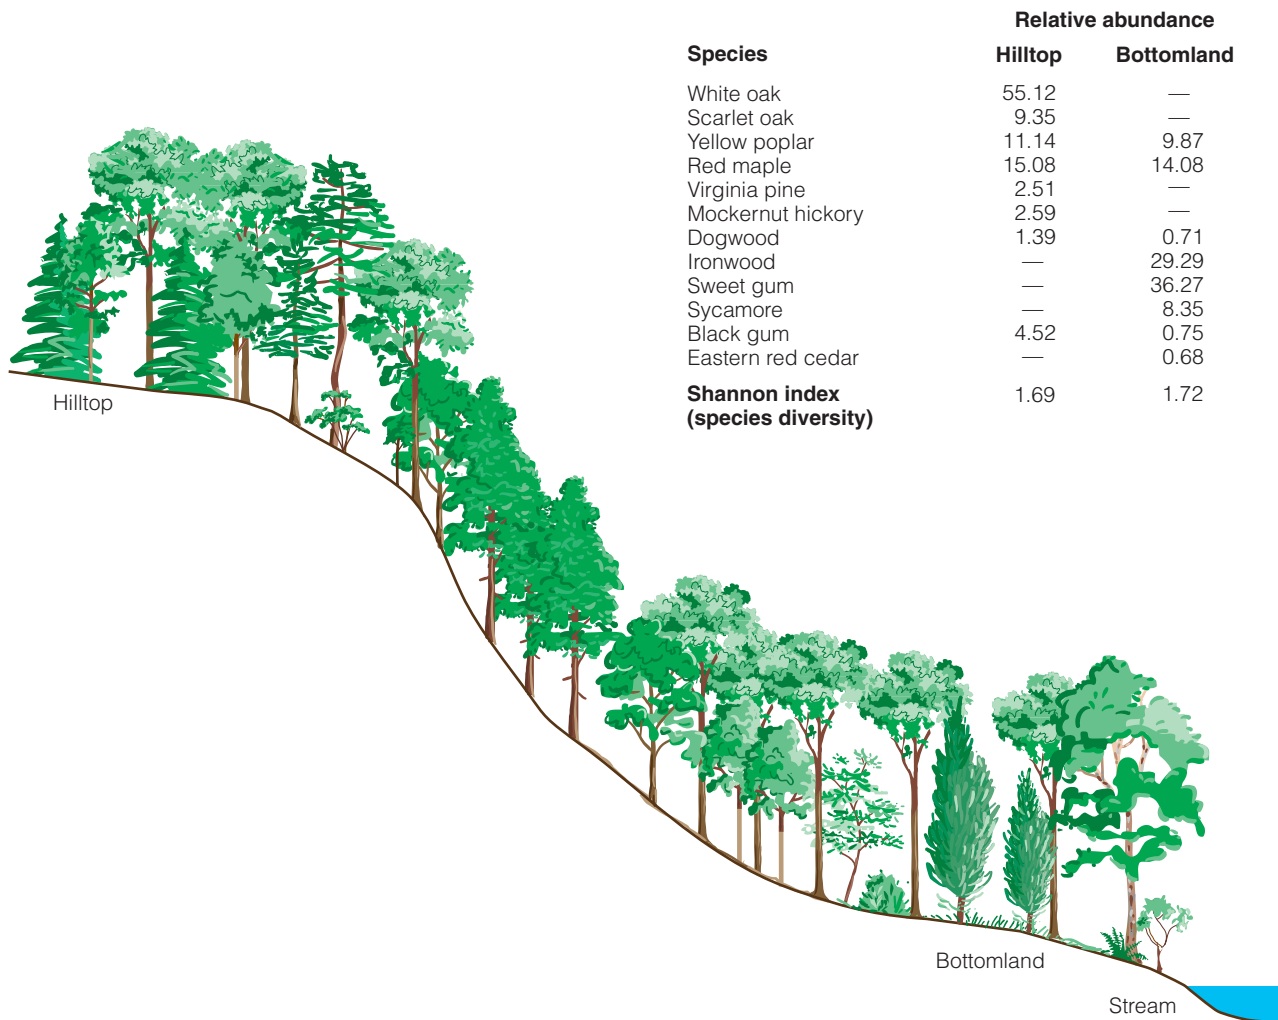 Relative abundance
Species Hilltop Bottomland
White oak 55.12 —
Scarlet oak 9.35 —
Yellow poplar 11.14 9.87
Red maple 15.08 14.08
Virginia pine 2.51 —
Mockernut hickory 2.59 —
Dogwood 1.39 0.71
Ironwood — 29.29
Sweet gum — 36.27
Sycamore — 8.35
Black gum 4.52 0.75
Eastern red cedar — 0.68
Shannon index 1.69 1.72
(species diversity)
Hilltop
Bottomland
Stream